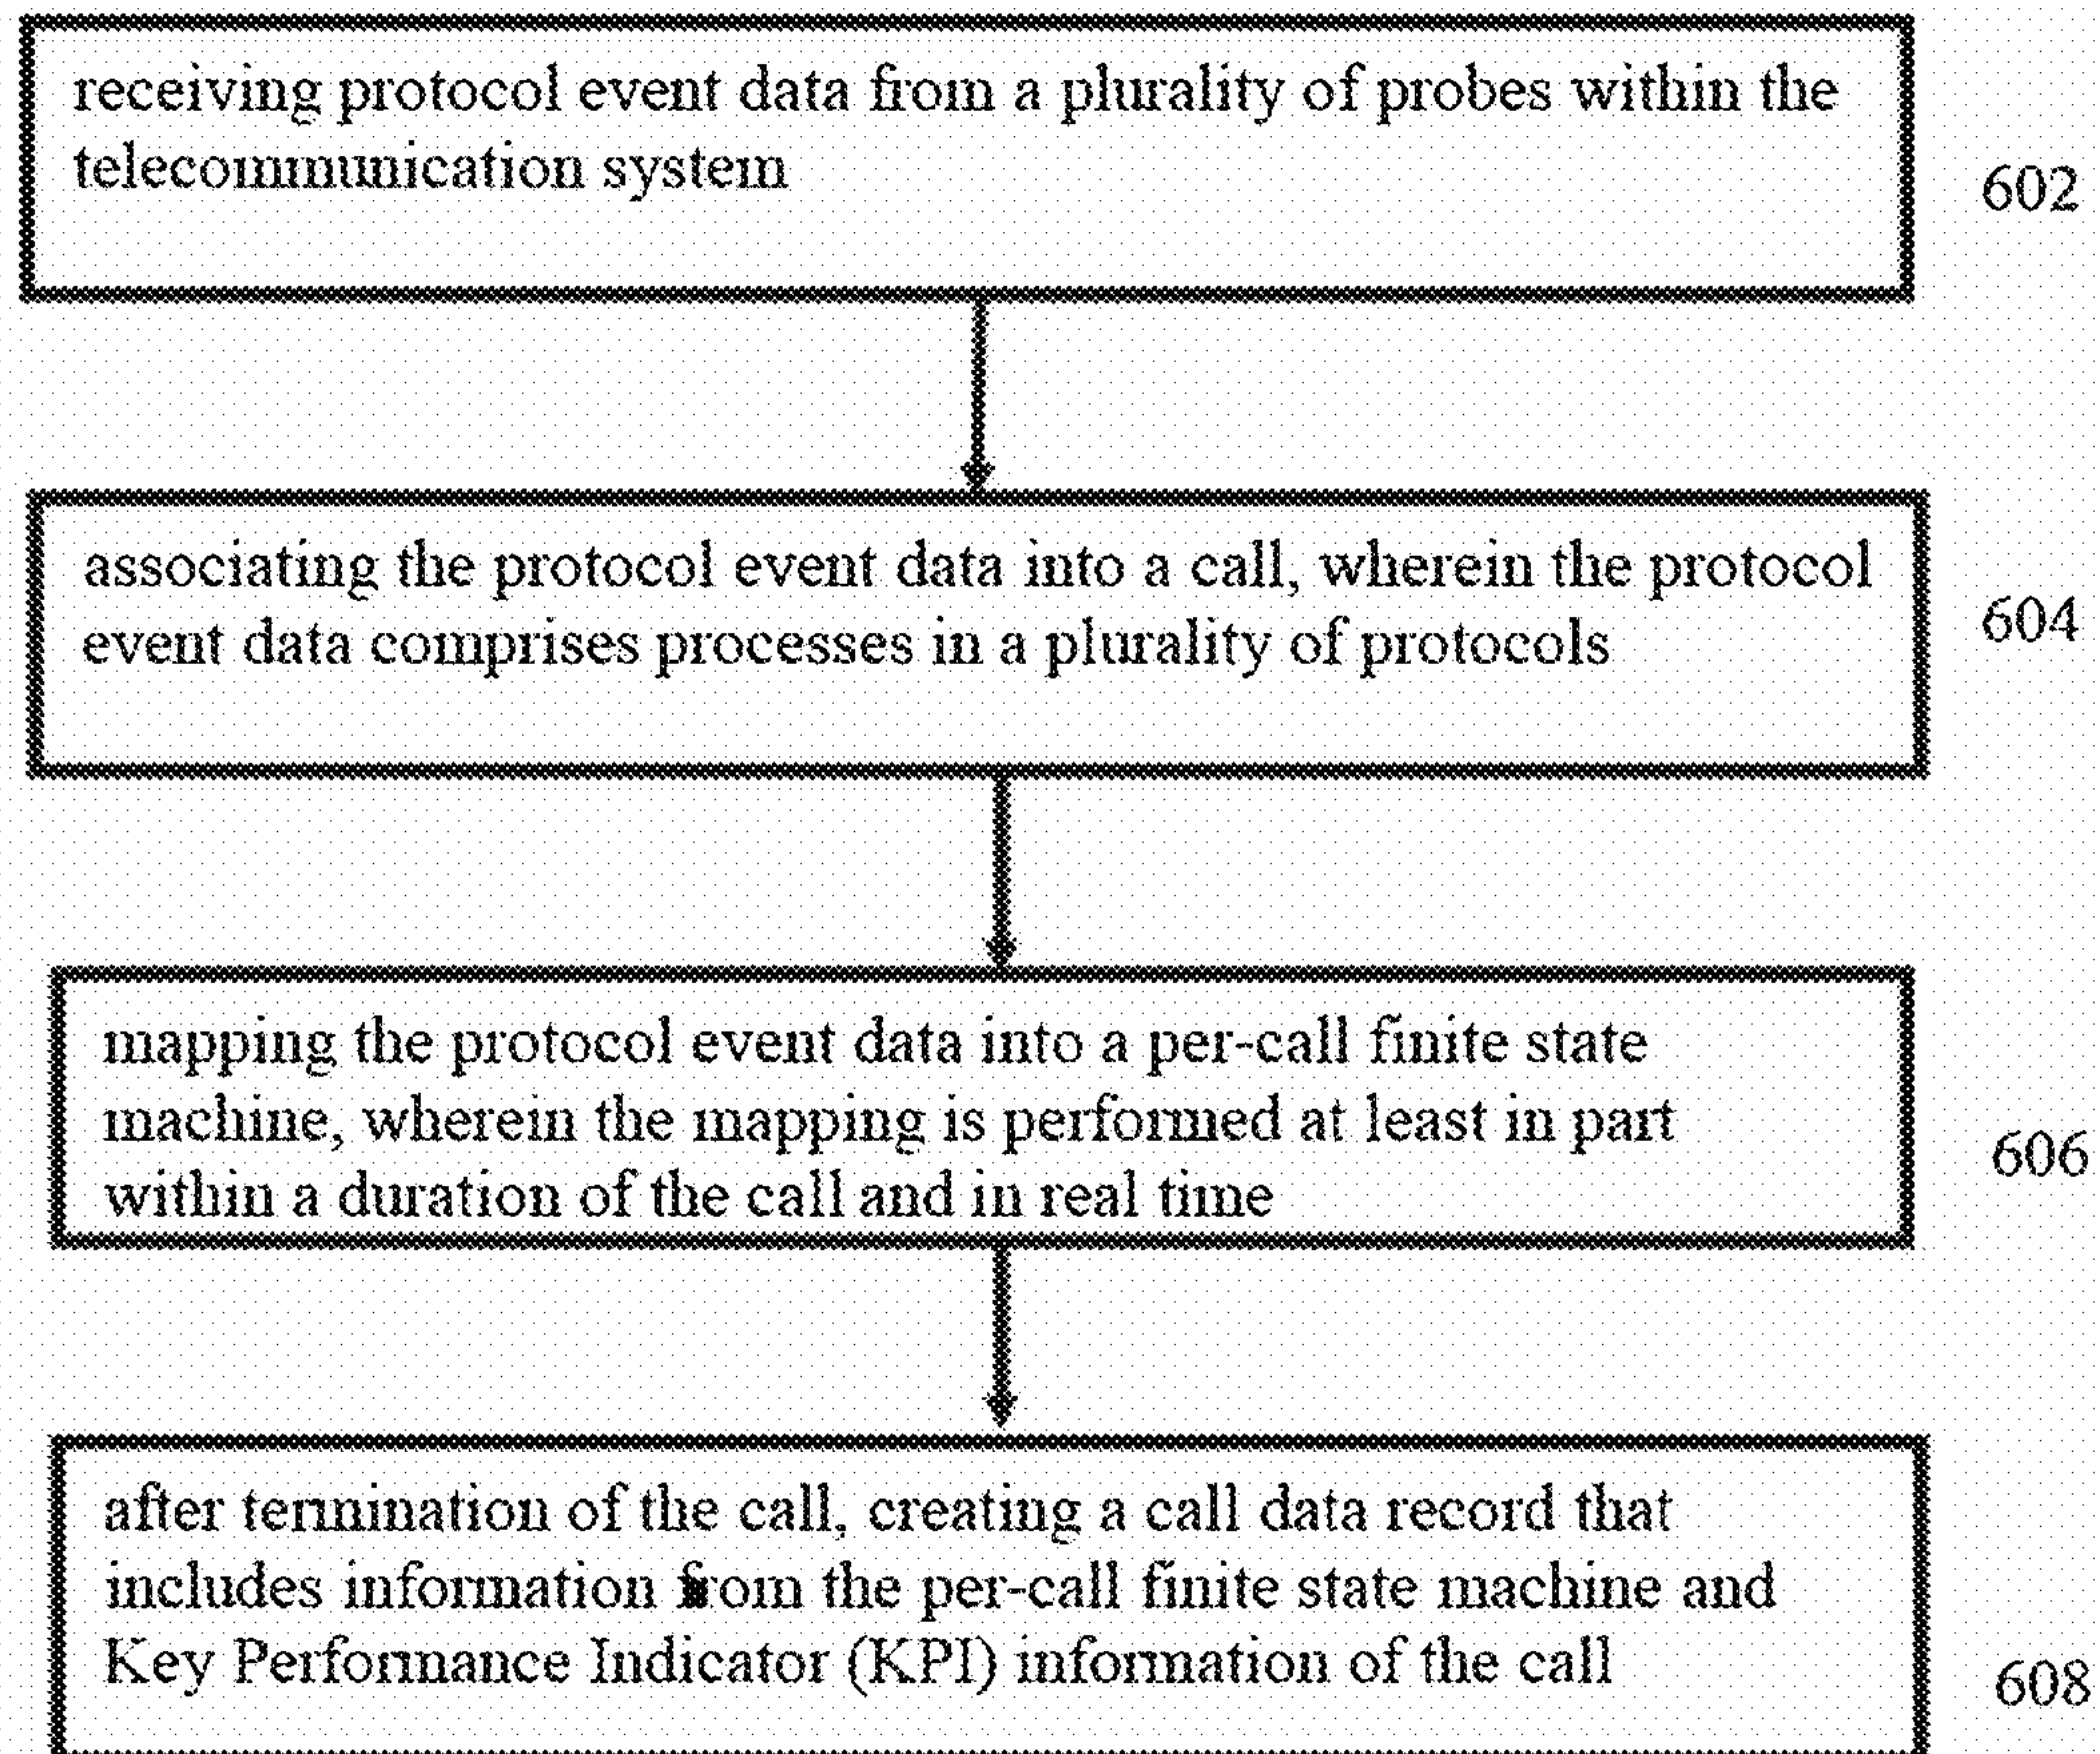 receiving protocol event data from a plurality of probes within the
telecommunication system
602
associating the protocol event data into a call, wherein the protocol
event data comprises processes in a plurality of protocols
604
mapping the protocol event data into a per-call finite state
machine, wherein the mapping is performed at least in part
within a duration of the call and in real time
606
after termination of the call, creating a call data record that
includes information from the per-call finite state machine and
Key Performance Indicator (KPI) information of the call
608